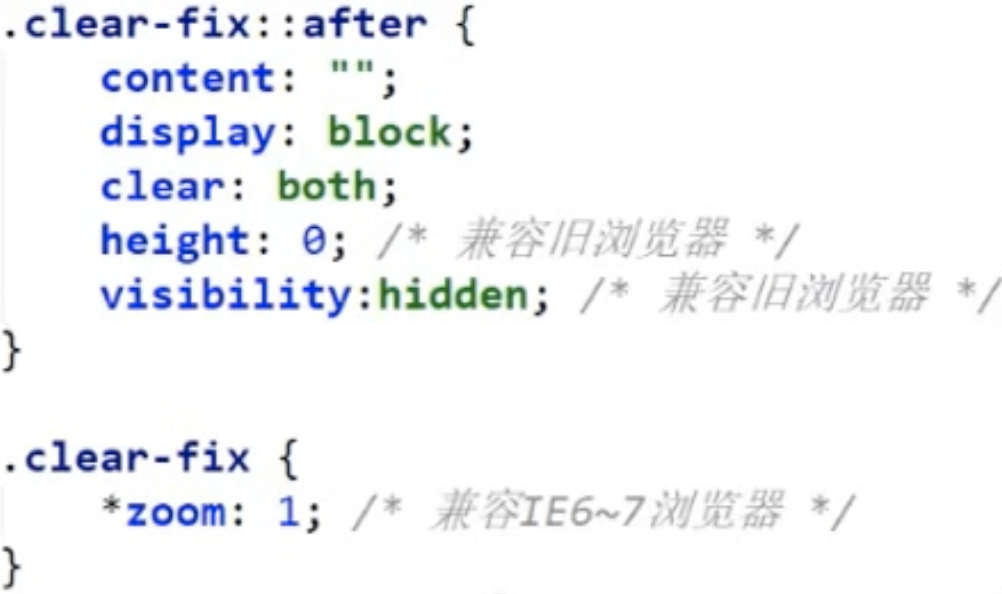 .clear-fix::after {
    content: "";
    display: block;
    clear: both;
    height: 0; /* 兼容旧浏览器 */
    visibility:hidden; /* 兼容旧浏览器 */
}

.clear-fix {
    *zoom: 1; /* 兼容IE6~7浏览器 */
}